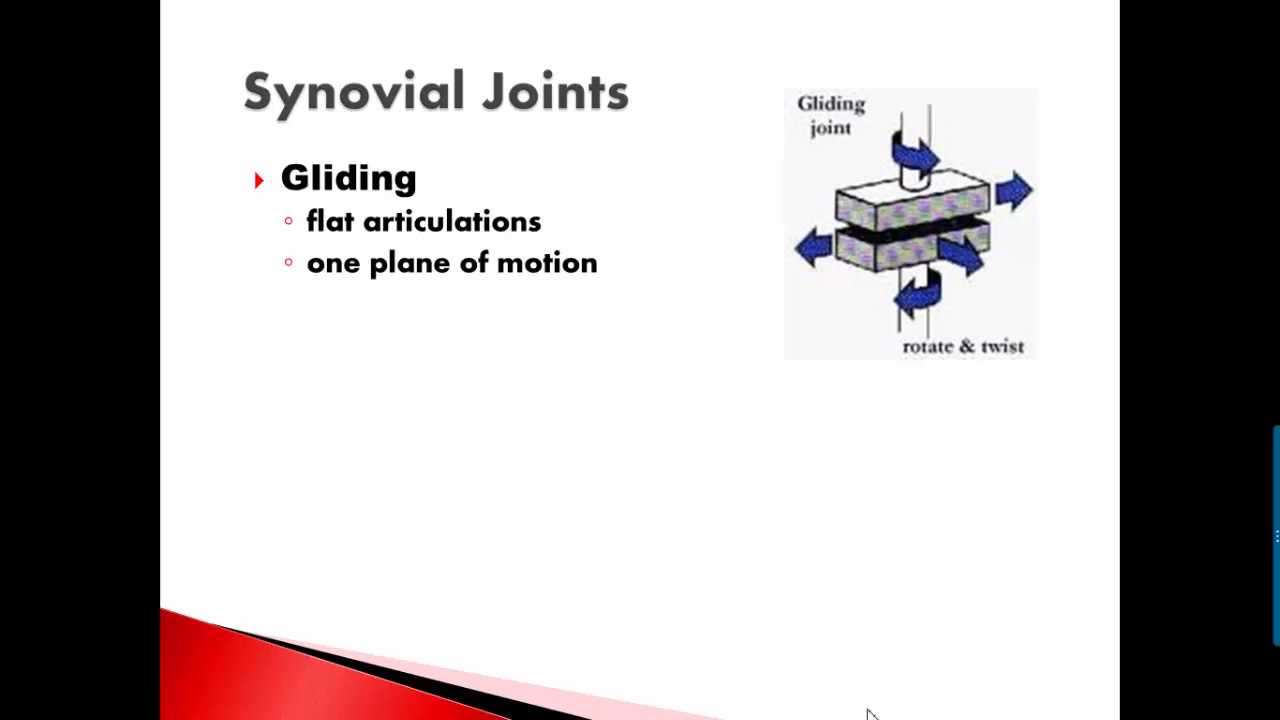 Synovial Joints
Gliding
flat articulations
one plane of motion
Gliding
joint
rotate & twist